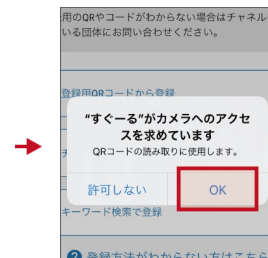 用のQRやコードがわからない場合はチャネル
いる団体にお問い合わせください。
登録用QRコードから登録
"すぐーる"がカメラへのアクセ
スを求めています
QRコードの読み取りに使用します。
許可しない
OK
キーワード検索で登録
? 登録方法がわからない方はこちら